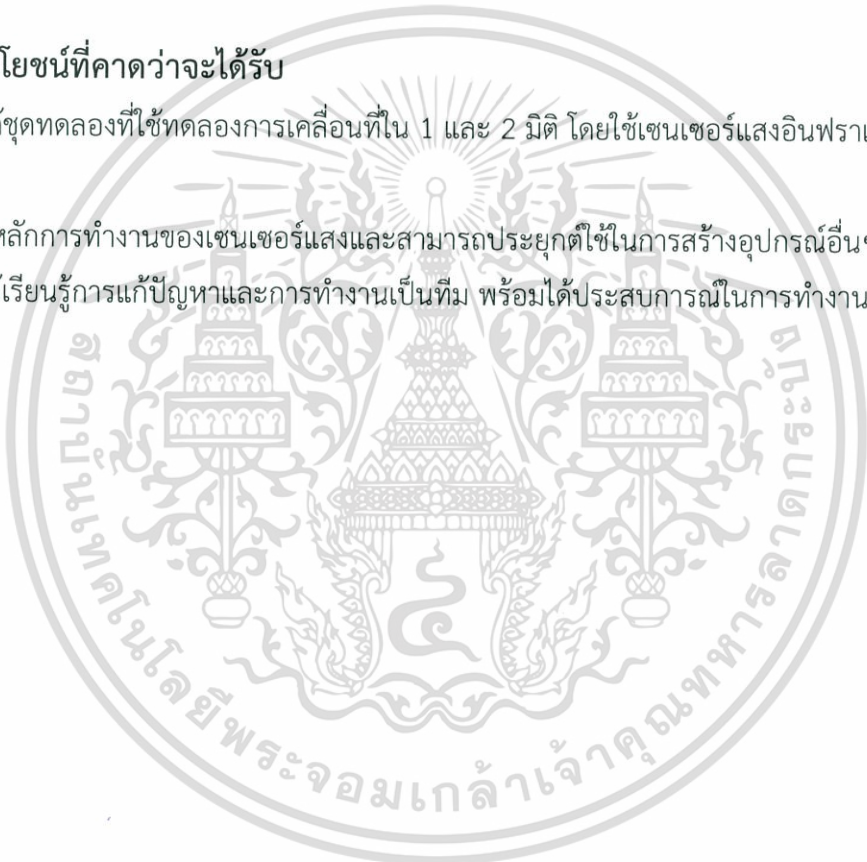 โยชน์ที่คาดว่าจะได้รับ
ชุดทดลองที่ใช้ทดลองการเคลื่อนที่ใน 1 และ 2 มิติ โดยใช้เซนเซอร์แสงอินฟราเ
หลักการทำงานของเซนเซอร์แสงและสามารถประยุกต์ใช้ในการสร้างอุปกรณ์อื่น
เรียนรู้การแก้ปัญหาและการทำงานเป็นทีม พร้อมได้ประสบการณ์ในการทำงาน
สถาบันเทคโนโลยีพระจอมเกล้าเจ้าคุณทหารลาดกระบัง